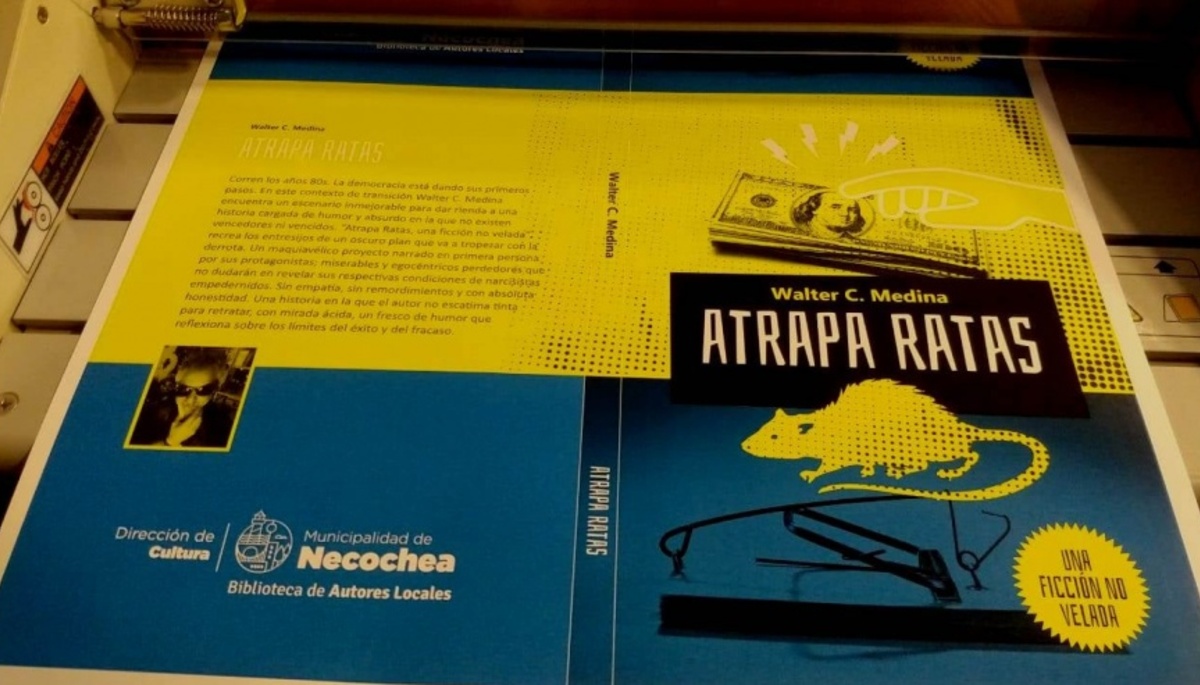 Biblioteca de Autores Locales
VELADA
Walter C. Medina
ATRAPA RATAS
Corren los años 80s. La democracia está dando sus primeros
pasos. En este contexto de transición Walter C. Medina
encuentra un escenario inmejorable para dar rienda a una
historia cargada de humor y absurdo en la que no existen
vencedores ni vencidos. "Atrapa Ratas, una ficción no velada",
recrea los entresijos de un oscuro plan que va a tropezar con la
derrota. Un maquiavélico proyecto narrado en primera persona
por sus protagonistas; miserables y egocéntricos perdedores que
no dudarán en revelar sus respectivas condiciones de narcisistas
empedernidos. Sin empatía, sin remordimientos y con absoluta
honestidad. Una historia en la que el autor no escatima tinta
para retratar, con mirada ácida, un fresco de humor que
reflexiona sobre los límites del éxito y del fracaso.
Dirección de
Cultura
Municipalidad de
Necochea
Biblioteca de Autores Locales
Walter C. Medina
ATRAPA RATAS
Walter C. Medina
ATRAPA RATAS
UNA
FICCIÓN NO
VELADA